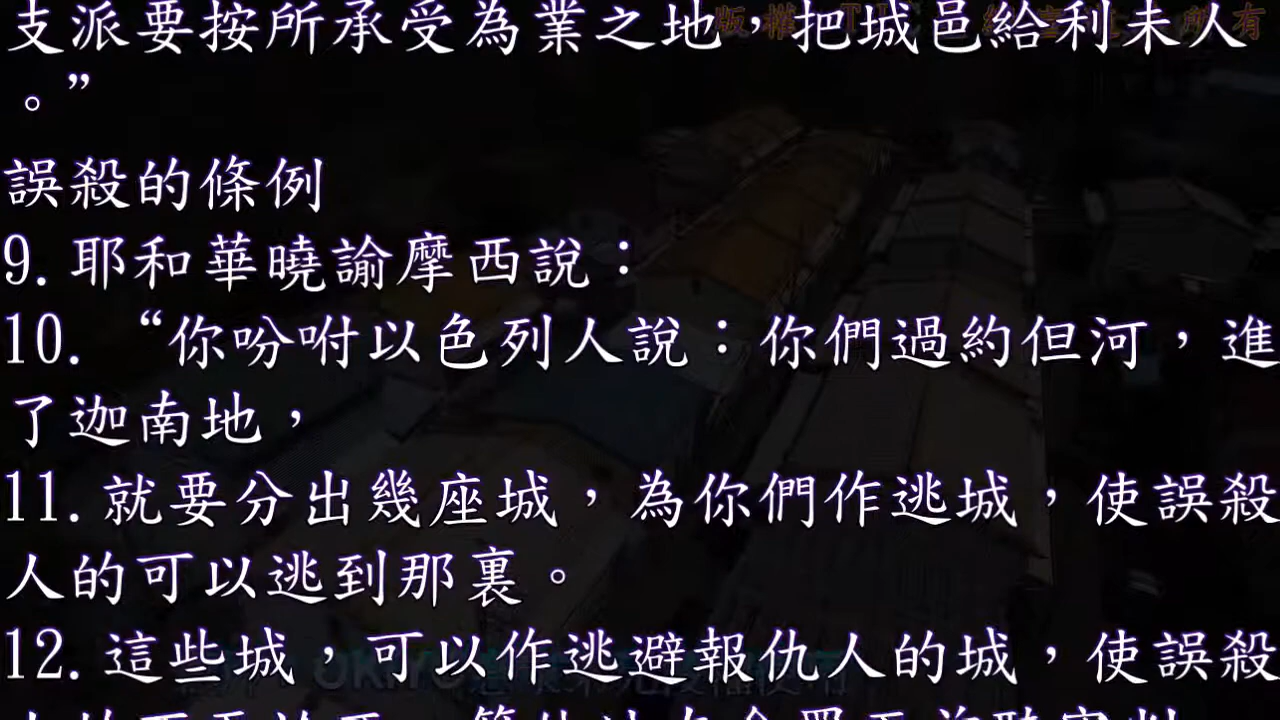 版權 所有
支派要按所承受為業之地，把城邑給利未人
。”
誤殺的條例
9.耶和華曉諭摩西說：
10.“你吩咐以色列人說：你們過約但河，進
了迦南地，
11.就要分出幾座城，為你們作逃城，使誤殺
人的可以逃到那裏。
12.這些城，可以作逃避報仇人的城，使誤殺